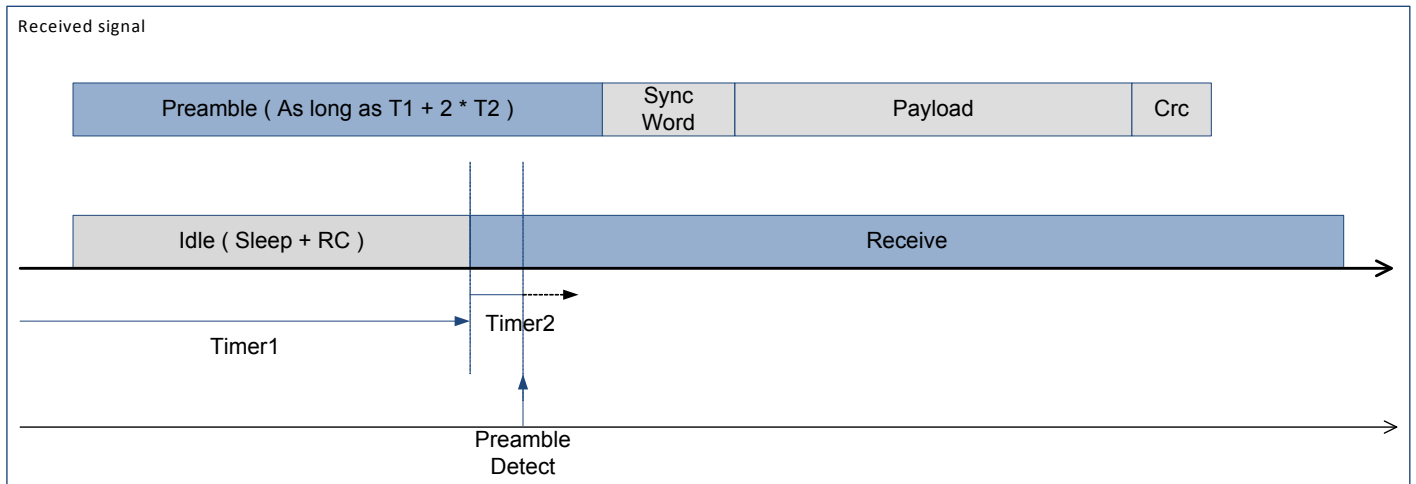 Received signal
Preamble ( As long as T1 + 2 * T2 )
Sync
Word
Payload
Crc
Idle ( Sleep + RC )
Receive
Timer2
Timer1
Preamble
Detect